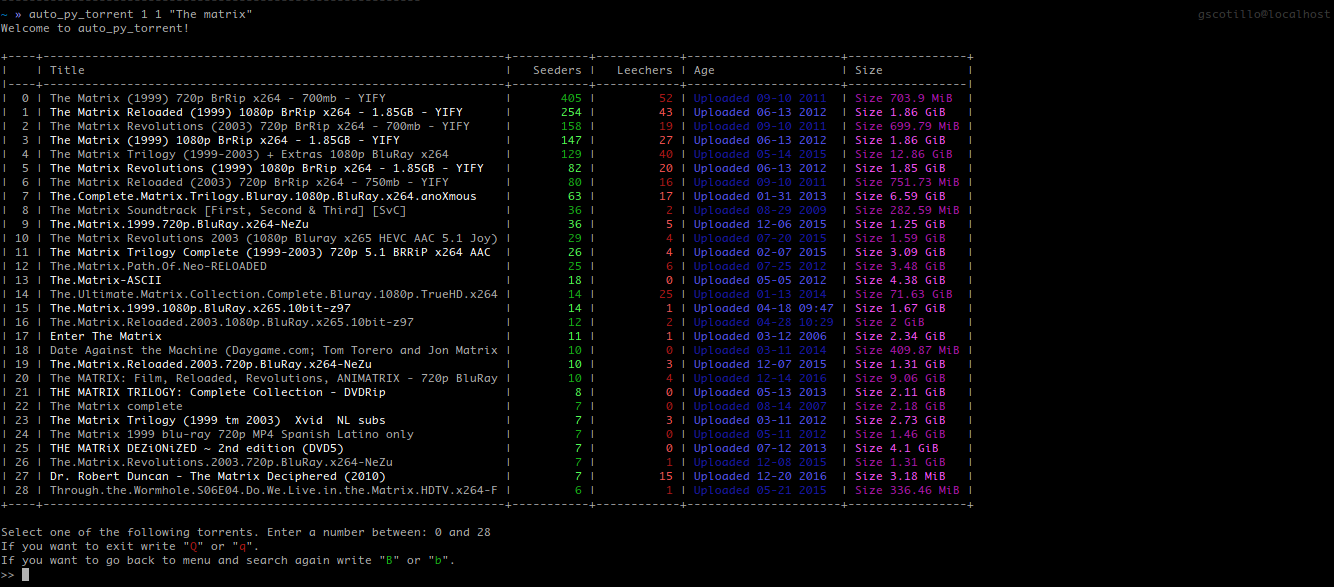 ~ » auto_py_torrent 1 1 "The matrix" gscotillo@localhost
Welcome to auto_py_torrent!
+----+---------------------------------------------------------------------+------------+-------------+-----------------------+-----------------+
| | Title | Seeders | Leechers | Age | Size |
+----+---------------------------------------------------------------------+------------+-------------+-----------------------+-----------------+
| 0 | The Matrix (1999) 720p BrRip x264 - 700mb - YIFY | 405 | 52 | Uploaded 09-10 2011 | Size 703.9 MiB |
| 1 | The Matrix Reloaded (1999) 1080p BrRip x264 - 1.85GB - YIFY | 254 | 43 | Uploaded 06-13 2012 | Size 1.86 GiB |
| 2 | The Matrix Revolutions (2003) 720p BrRip x264 - 700mb - YIFY | 158 | 19 | Uploaded 09-10 2011 | Size 699.79 MiB |
| 3 | The Matrix (1999) 1080p BrRip x264 - 1.85GB - YIFY | 147 | 27 | Uploaded 06-13 2012 | Size 1.86 GiB |
| 4 | The Matrix Trilogy (1999-2003) + Extras 1080p BluRay x264 | 129 | 40 | Uploaded 05-14 2015 | Size 12.86 GiB |
| 5 | The Matrix Revolutions (1999) 1080p BrRip x264 - 1.85GB - YIFY | 82 | 20 | Uploaded 06-13 2012 | Size 1.85 GiB |
| 6 | The Matrix Reloaded (2003) 720p BrRip x264 - 750mb - YIFY | 80 | 16 | Uploaded 09-10 2011 | Size 751.73 MiB |
| 7 | The.Complete.Matrix.Trilogy.Bluray.1080p.BluRay.x264.anoXmous | 63 | 17 | Uploaded 01-31 2013 | Size 6.59 GiB |
| 8 | The Matrix Soundtrack [First, Second & Third] [SvC] | 36 | 2 | Uploaded 08-29 2009 | Size 282.59 MiB |
| 9 | The.Matrix.1999.720p.BluRay.x264-NeZu | 36 | 5 | Uploaded 12-06 2015 | Size 1.25 GiB |
| 10 | The Matrix Revolutions 2003 (1080p Bluray x265 HEVC AAC 5.1 Joy) | 29 | 4 | Uploaded 07-20 2015 | Size 1.59 GiB |
| 11 | The Matrix Trilogy Complete (1999-2003) 720p 5.1 BRRiP x264 AAC | 26 | 4 | Uploaded 02-07 2015 | Size 3.09 GiB |
| 12 | The.Matrix.Path.Of.Neo-RELOADED | 25 | 6 | Uploaded 07-25 2012 | Size 3.48 GiB |
| 13 | The.Matrix-ASCII | 18 | 0 | Uploaded 05-05 2012 | Size 4.38 GiB |
| 14 | The.Ultimate.Matrix.Collection.Complete.Bluray.1080p.TrueHD.x264 | 14 | 25 | Uploaded 01-13 2014 | Size 71.63 GiB |
| 15 | The.Matrix.1999.1080p.BluRay.x265.10bit-z97 | 14 | 1 | Uploaded 04-18 09:47 | Size 1.67 GiB |
| 16 | The.Matrix.Reloaded.2003.1080p.BluRay.x265.10bit-z97 | 12 | 2 | Uploaded 04-28 10:29 | Size 2 GiB |
| 17 | Enter The Matrix | 11 | 1 | Uploaded 03-12 2006 | Size 2.34 GiB |
| 18 | Date Against the Machine (Daygame.com; Tom Torero and Jon Matrix | 10 | 0 | Uploaded 03-11 2014 | Size 409.87 MiB |
| 19 | The.Matrix.Reloaded.2003.720p.BluRay.x264-NeZu | 10 | 3 | Uploaded 12-07 2015 | Size 1.31 GiB |
| 20 | The MATRIX: Film, Reloaded, Revolutions, ANIMATRIX - 720p BluRay | 10 | 4 | Uploaded 12-14 2016 | Size 9.06 GiB |
| 21 | THE MATRIX TRILOGY: Complete Collection - DVDRip | 8 | 0 | Uploaded 05-13 2013 | Size 2.11 GiB |
| 22 | The Matrix complete | 7 | 0 | Uploaded 08-14 2007 | Size 2.18 GiB |
| 23 | The Matrix Trilogy (1999 tm 2003)  Xvid  NL subs | 7 | 3 | Uploaded 03-11 2012 | Size 2.73 GiB |
| 24 | The Matrix 1999 blu-ray 720p MP4 Spanish Latino only | 7 | 0 | Uploaded 05-11 2012 | Size 1.46 GiB |
| 25 | THE MATRiX DEZiONiZED ~ 2nd edition (DVD5) | 7 | 0 | Uploaded 07-12 2013 | Size 4.1 GiB |
| 26 | The.Matrix.Revolutions.2003.720p.BluRay.x264-NeZu | 7 | 1 | Uploaded 12-08 2015 | Size 1.31 GiB |
| 27 | Dr. Robert Duncan - The Matrix Deciphered (2010) | 7 | 15 | Uploaded 12-20 2016 | Size 3.18 MiB |
| 28 | Through.the.Wormhole.S06E04.Do.We.Live.in.the.Matrix.HDTV.x264-F | 6 | 1 | Uploaded 05-21 2015 | Size 336.46 MiB |
+----+---------------------------------------------------------------------+------------+-------------+-----------------------+-----------------+
Select one of the following torrents. Enter a number between: 0 and 28
If you want to exit write "Q" or "q".
If you want to go back to menu and search again write "B" or "b".
>>